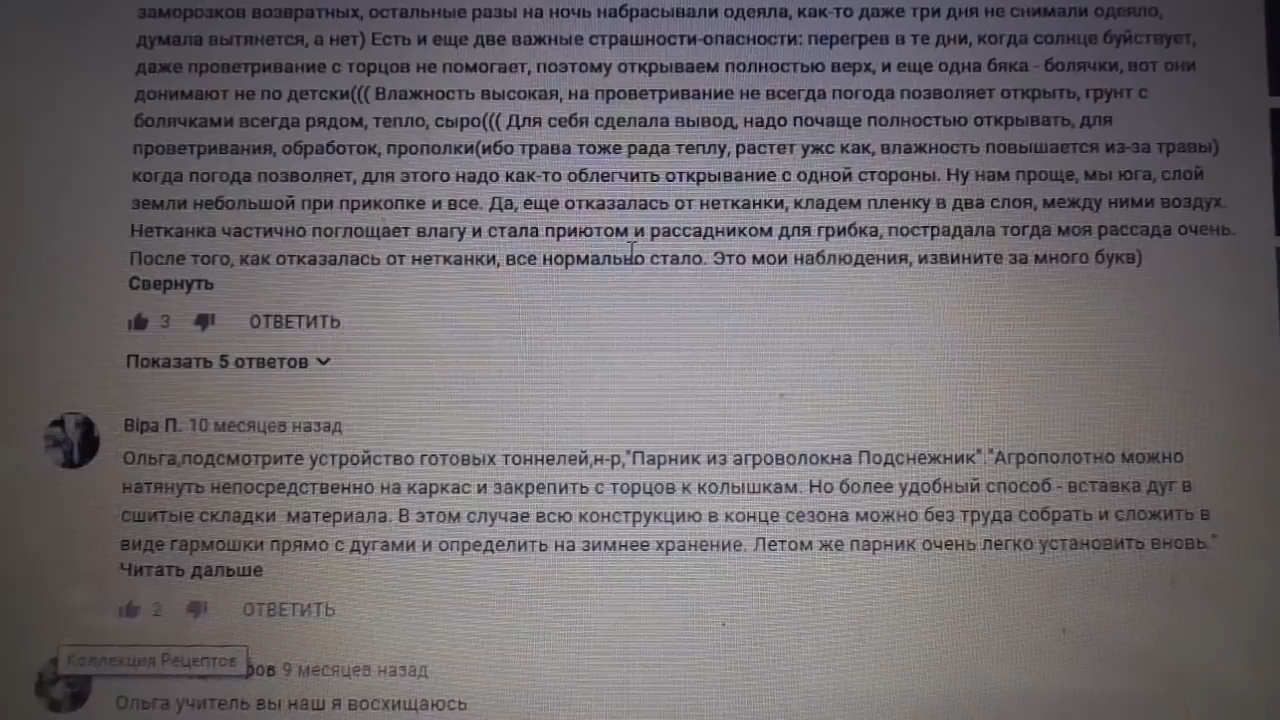 заморозков возвратных, остальные разы на ночь набрасывали одеяла, как-то даже три дня не снимали одеяло,
думала вытянется, а нет) Есть и еще две важные страшности-опасности: перегрев в те дни, когда солнце буйствует,
даже проветривание с торцов не помогает, поэтому открываем полностью верх, и еще одна бяка - болячки, вот они
донимают не по детски((( Влажность высокая, на проветривание не всегда погода позволяет открыть, грунт с
болячками всегда рядом, тепло, сыро((( Для себя сделала вывод, надо почаще полностью открывать, для
проветривания, обработок, прополки(ибо трава тоже рада теплу, растет ужс как, влажность повышается из-за травы)
когда погода позволяет, для этого надо как-то облегчить открывание с одной стороны. Ну нам проще, мы юга, слой
земли небольшой при прикопке и все. Да, еще отказалась от нетканки, кладем пленку в два слоя, между ними воздух.
Нетканка частично поглощает влагу и стала приютом и рассадником для грибка, пострадала тогда моя рассада очень.
После того, как отказалась от нетканки, все нормально стало. Это мои наблюдения, извините за много букв)
Свернуть
3 ОТВЕТИТЬ
Показать 5 ответов
Віра П. 10 месяцев назад
Ольга,подсмотрите устройство готовых тоннелей,н-р,"Парник из агроволокна Подснежник"."Агрополотно можно
натянуть непосредственно на каркас и закрепить с торцов к колышкам. Но более удобный способ - вставка дуг в
сшитые складки материала. В этом случае всю конструкцию в конце сезона можно без труда собрать и сложить в
виде гармошки прямо с дугами и определить на зимнее хранение. Летом же парник очень легко установить вновь."
Читать дальше
2 ОТВЕТИТЬ
Коллекция Рецептов ров 9 месяцев назад
Ольга учитель вы наш я восхищаюсь